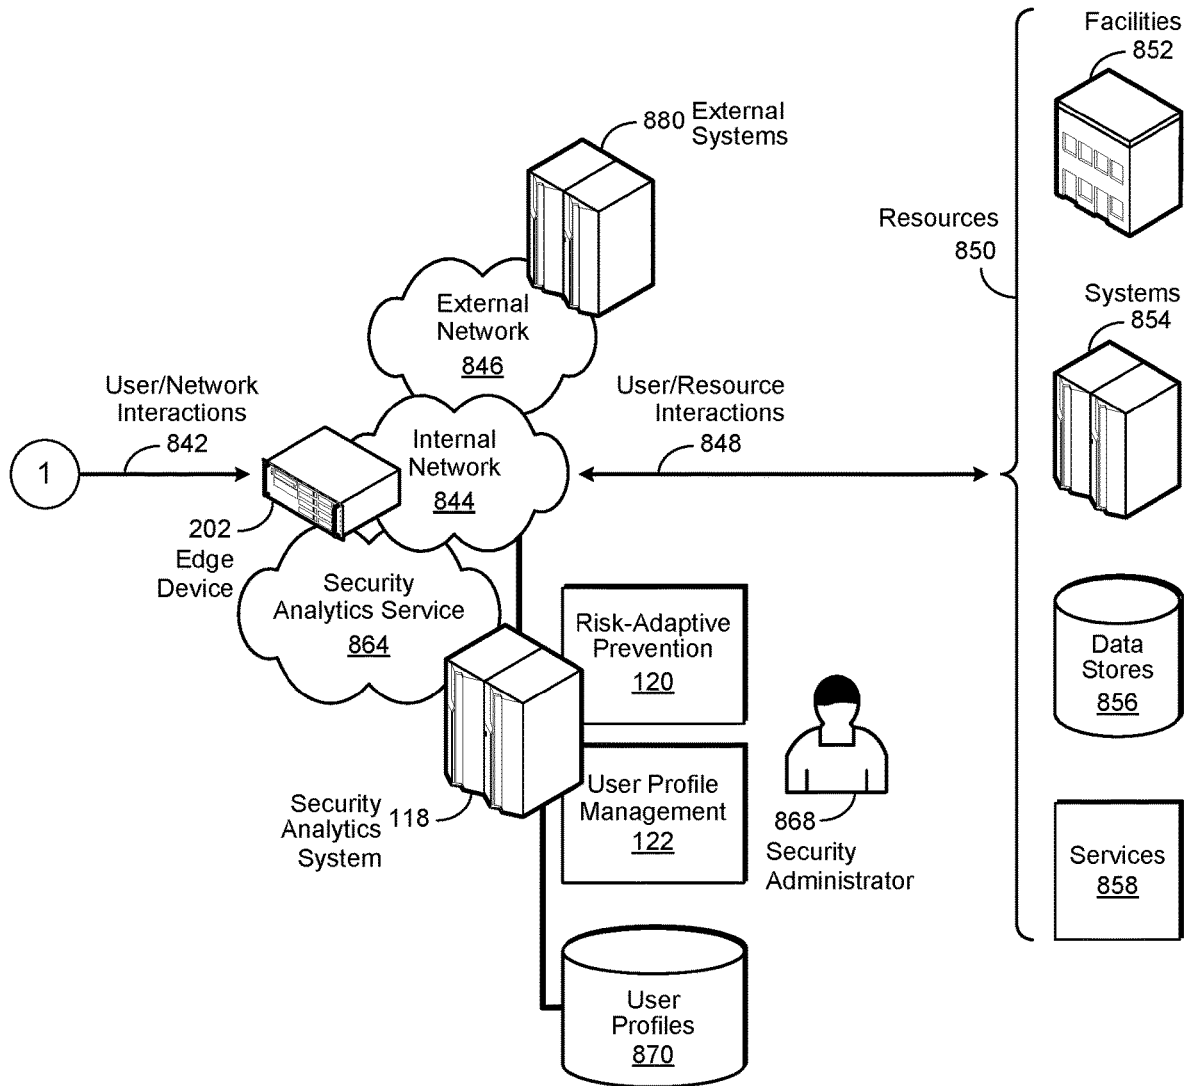 Facilities
852
880 External
Systems
Resources
850
Systems
854
External
Network
846
User/Network
Interactions
842
User/Resource
Interactions
848
1
Internal
Network
844
202
Edge
Device
Security
Analytics Service
864
Risk-Adaptive
Prevention
120
Data
Stores
856
Security
Analytics
System
118
User Profile
Management
122
868
Security
Administrator
Services
858
User
Profiles
870